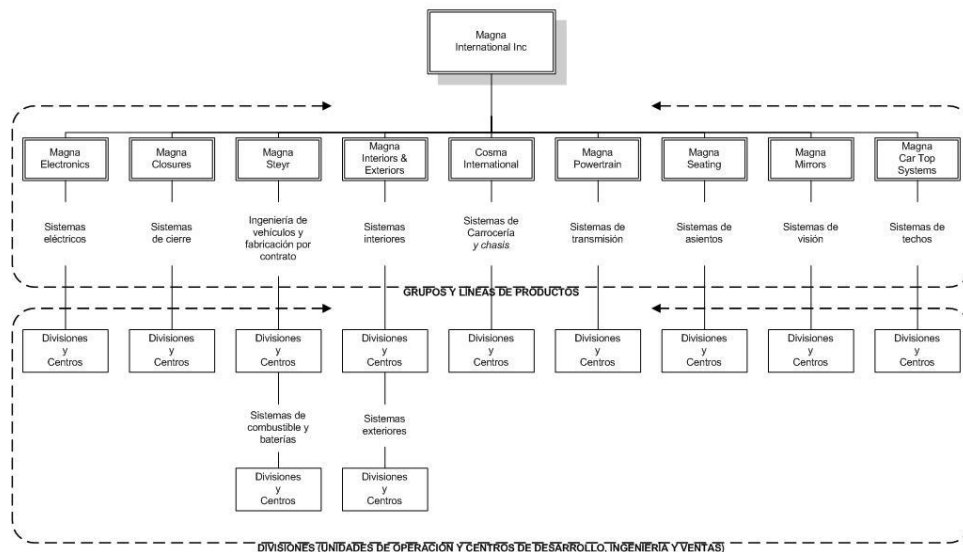 Magna
International Inc
Magna
Electronics
Magna
Closures
Magna
Steyr
Magna
Interiors &
Exteriors
Cosma
International
Magna
Powertrain
Magna
Seating
Magna
Mirrors
Magna
Car Top
Systems
Sistemas
eléctricos
Sistemas
de cierre
Ingeniería de
vehículos y
fabricación por
contrato
Sistemas
interiores
Sistemas de
Carrocería
y chasis
Sistemas de
transmisión
Sistemas de
asientos
Sistemas de
visión
Sistemas de
techos
GRUPOS Y LÍNEAS DE PRODUCTOS
Divisiones
y
Centros
Divisiones
y
Centros
Divisiones
y
Centros
Divisiones
y
Centros
Divisiones
y
Centros
Divisiones
y
Centros
Divisiones
y
Centros
Divisiones
y
Centros
Divisiones
y
Centros
Sistemas de
combustible y
baterías
Sistemas
exteriores
Divisiones
y
Centros
Divisiones
y
Centros
DIVISIONES (UNIDADES DE OPERACIÓN Y CENTROS DE DESARROLLO, INGENIERÍA Y VENTAS)